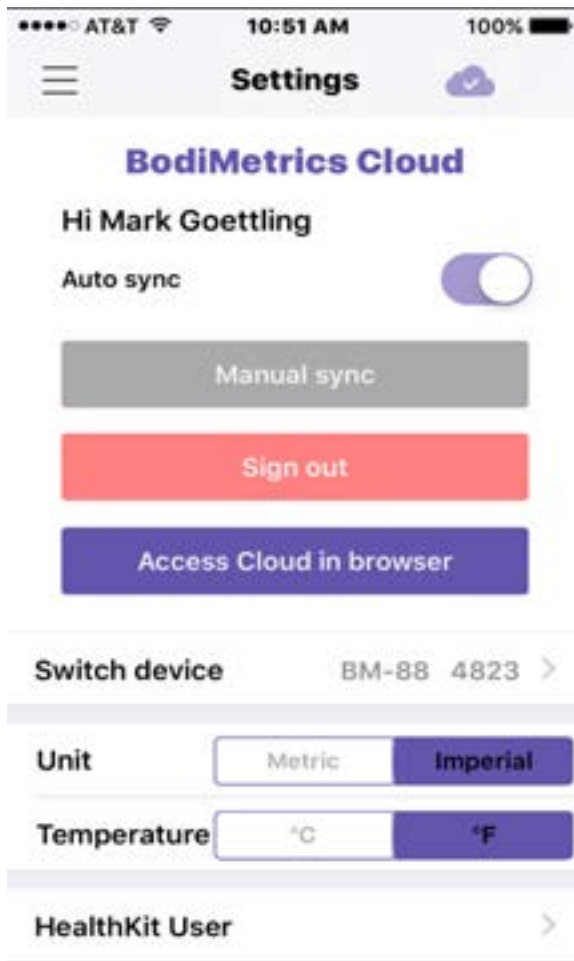 AT&T 10:51 AM 100%
Settings
BodiMetrics Cloud
Hi Mark Goettling
Auto sync
Manual sync
Sign out
Access Cloud in browser
Switch device BM-88 4823
Unit Metric Imperial
Temperature °C °F
HealthKit User